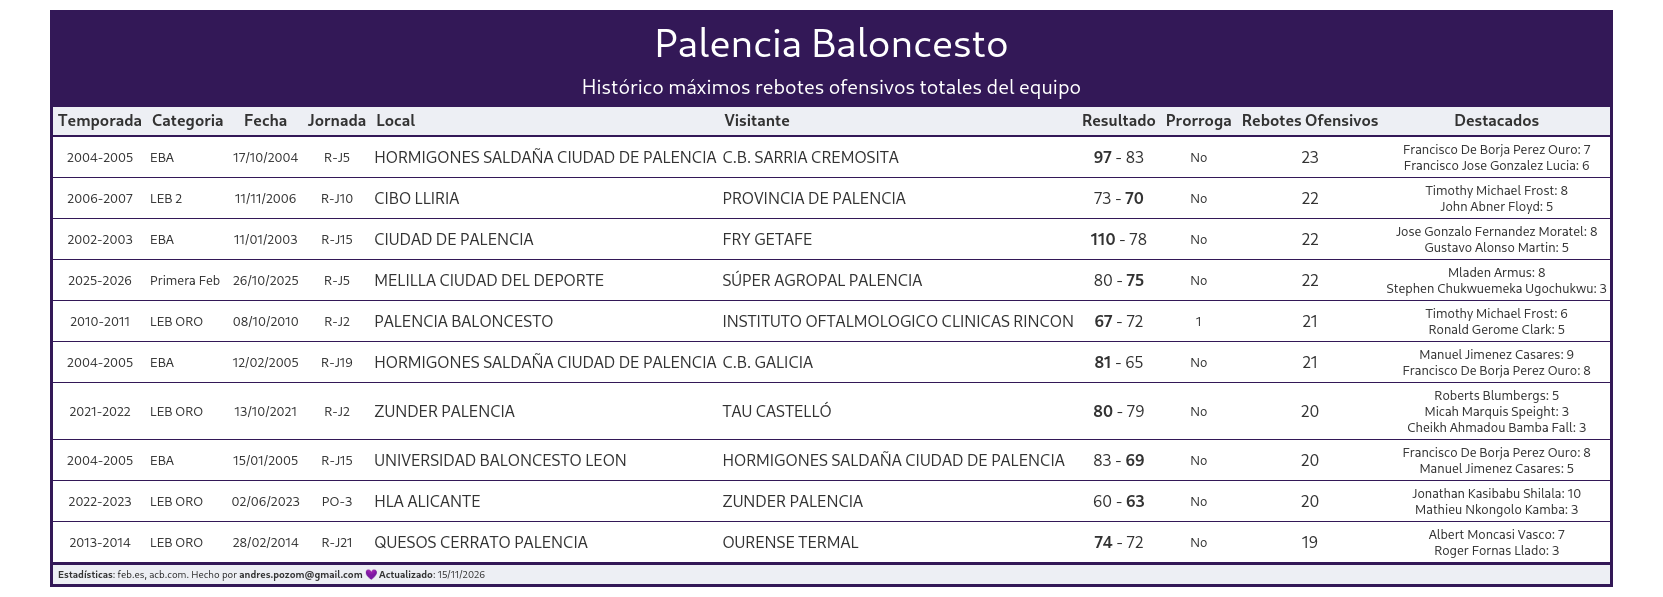 Palencia Baloncesto
Histórico máximos rebotes ofensivos totales del equipo
Temporada Categoria Fecha Jornada Local Visitante Resultado Prorroga Rebotes Ofensivos Destacados
2004-2005 EBA 17/10/2004 R-J5 HORMIGONES SALDAÑA CIUDAD DE PALENCIA C.B. SARRIA CREMOSITA 97 - 83 No 23 Francisco De Borja Perez Ouro: 7
Francisco Jose Gonzalez Lucia: 6
2006-2007 LEB 2 11/11/2006 R-J10 CIBO LLIRIA PROVINCIA DE PALENCIA 73 - 70 No 22 Timothy Michael Frost: 8
John Abner Floyd: 5
2002-2003 EBA 11/01/2003 R-J15 CIUDAD DE PALENCIA FRY GETAFE 110 - 78 No 22 Jose Gonzalo Fernandez Moratel: 8
Gustavo Alonso Martin: 5
2025-2026 Primera Feb 26/10/2025 R-J5 MELILLA CIUDAD DEL DEPORTE SÚPER AGROPAL PALENCIA 80 - 75 No 22 Mladen Armus: 8
Stephen Chukwuemeka Ugochukwu: 3
2010-2011 LEB ORO 08/10/2010 R-J2 PALENCIA BALONCESTO INSTITUTO OFTALMOLOGICO CLINICAS RINCON 67 - 72 1 21 Timothy Michael Frost: 6
Ronald Gerome Clark: 5
2004-2005 EBA 12/02/2005 R-J19 HORMIGONES SALDAÑA CIUDAD DE PALENCIA C.B. GALICIA 81 - 65 No 21 Manuel Jimenez Casares: 9
Francisco De Borja Perez Ouro: 8
2021-2022 LEB ORO 13/10/2021 R-J2 ZUNDER PALENCIA TAU CASTELLÓ 80 - 79 No 20 Roberts Blumbergs: 5
Micah Marquis Speight: 3
Cheikh Ahmadou Bamba Fall: 3
2004-2005 EBA 15/01/2005 R-J15 UNIVERSIDAD BALONCESTO LEON HORMIGONES SALDAÑA CIUDAD DE PALENCIA 83 - 69 No 20 Francisco De Borja Perez Ouro: 8
Manuel Jimenez Casares: 5
2022-2023 LEB ORO 02/06/2023 PO-3 HLA ALICANTE ZUNDER PALENCIA 60 - 63 No 20 Jonathan Kasibabu Shilala: 10
Mathieu Nkongolo Kamba: 3
2013-2014 LEB ORO 28/02/2014 R-J21 QUESOS CERRATO PALENCIA OURENSE TERMAL 74 - 72 No 19 Albert Moncasi Vasco: 7
Roger Fornas Llado: 3
Estadísticas: feb.es, acb.com. Hecho por andres.pozom@gmail.com 💜 Actualizado: 15/11/2026